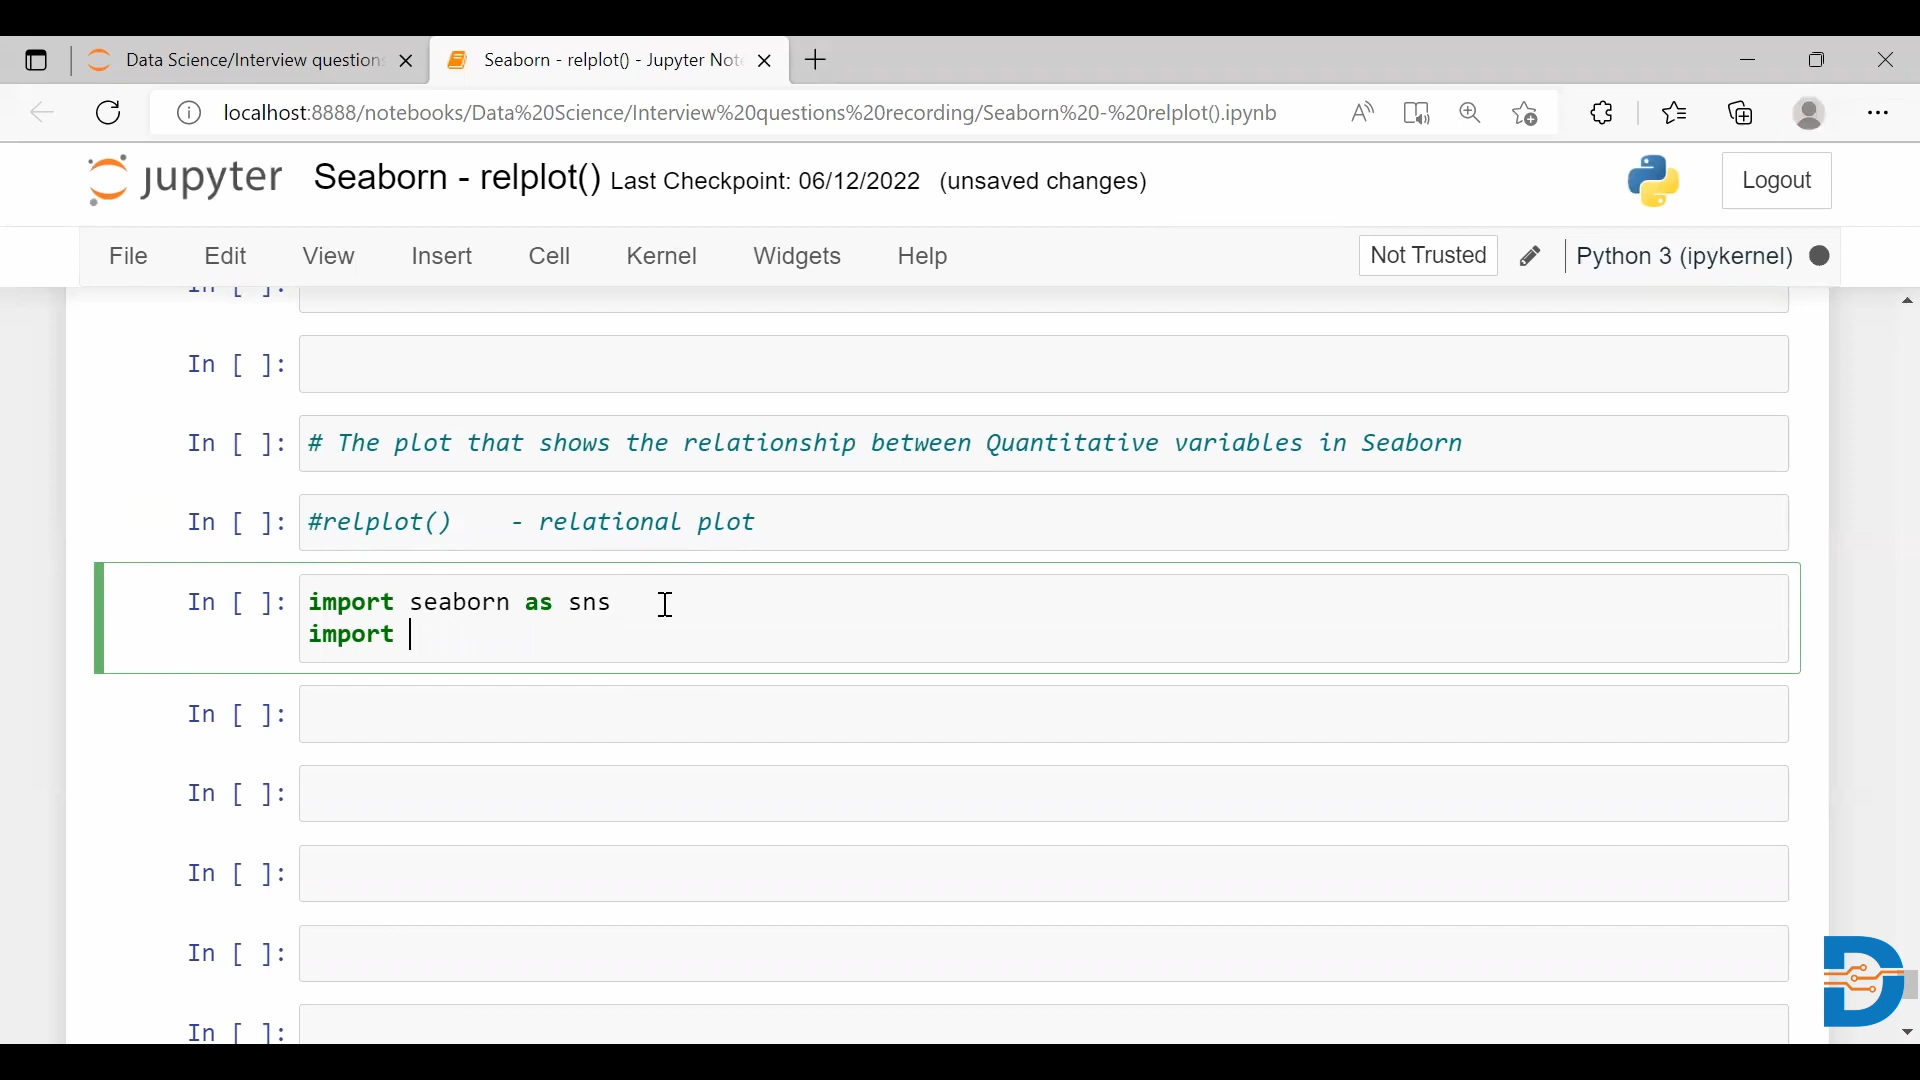 Data Science/Interview question
Seaborn - relplot() - Jupyter Not
localhost:8888/notebooks/Data%20Science/Interview%20questions%20recording/Seaborn%20-%20relplot().ipynb
jupyter Seaborn - relplot() Last Checkpoint: 06/12/2022 (unsaved changes)
Logout
File Edit View Insert Cell Kernel Widgets Help
Not Trusted
Python 3 (ipykernel)
In [ ]:
In [ ]:
In [ ]: # The plot that shows the relationship between Quantitative variables in Seaborn
In [ ]: #relplot() - relational plot
In [ ]: import seaborn as sns
import
In [ ]:
In [ ]:
In [ ]:
In [ ]:
In [ ]: